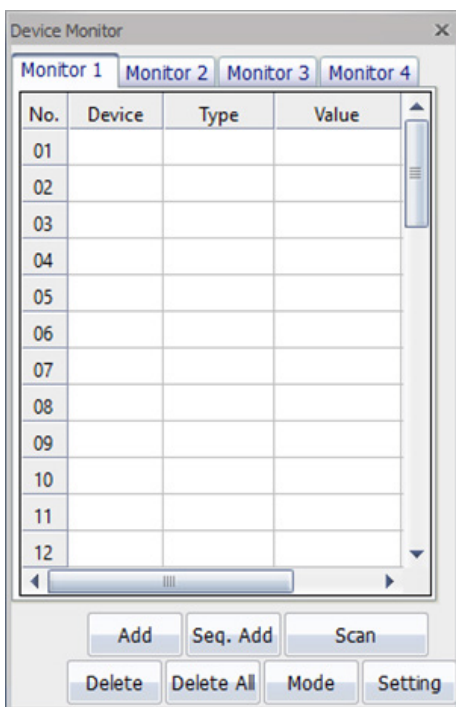 Device Monitor
Monitor 1 Monitor 2 Monitor 3 Monitor 4
No. Device Type Value
01
02
03
04
05
06
07
08
09
10
11
12
Add Seq. Add Scan
Delete Delete All Mode Setting